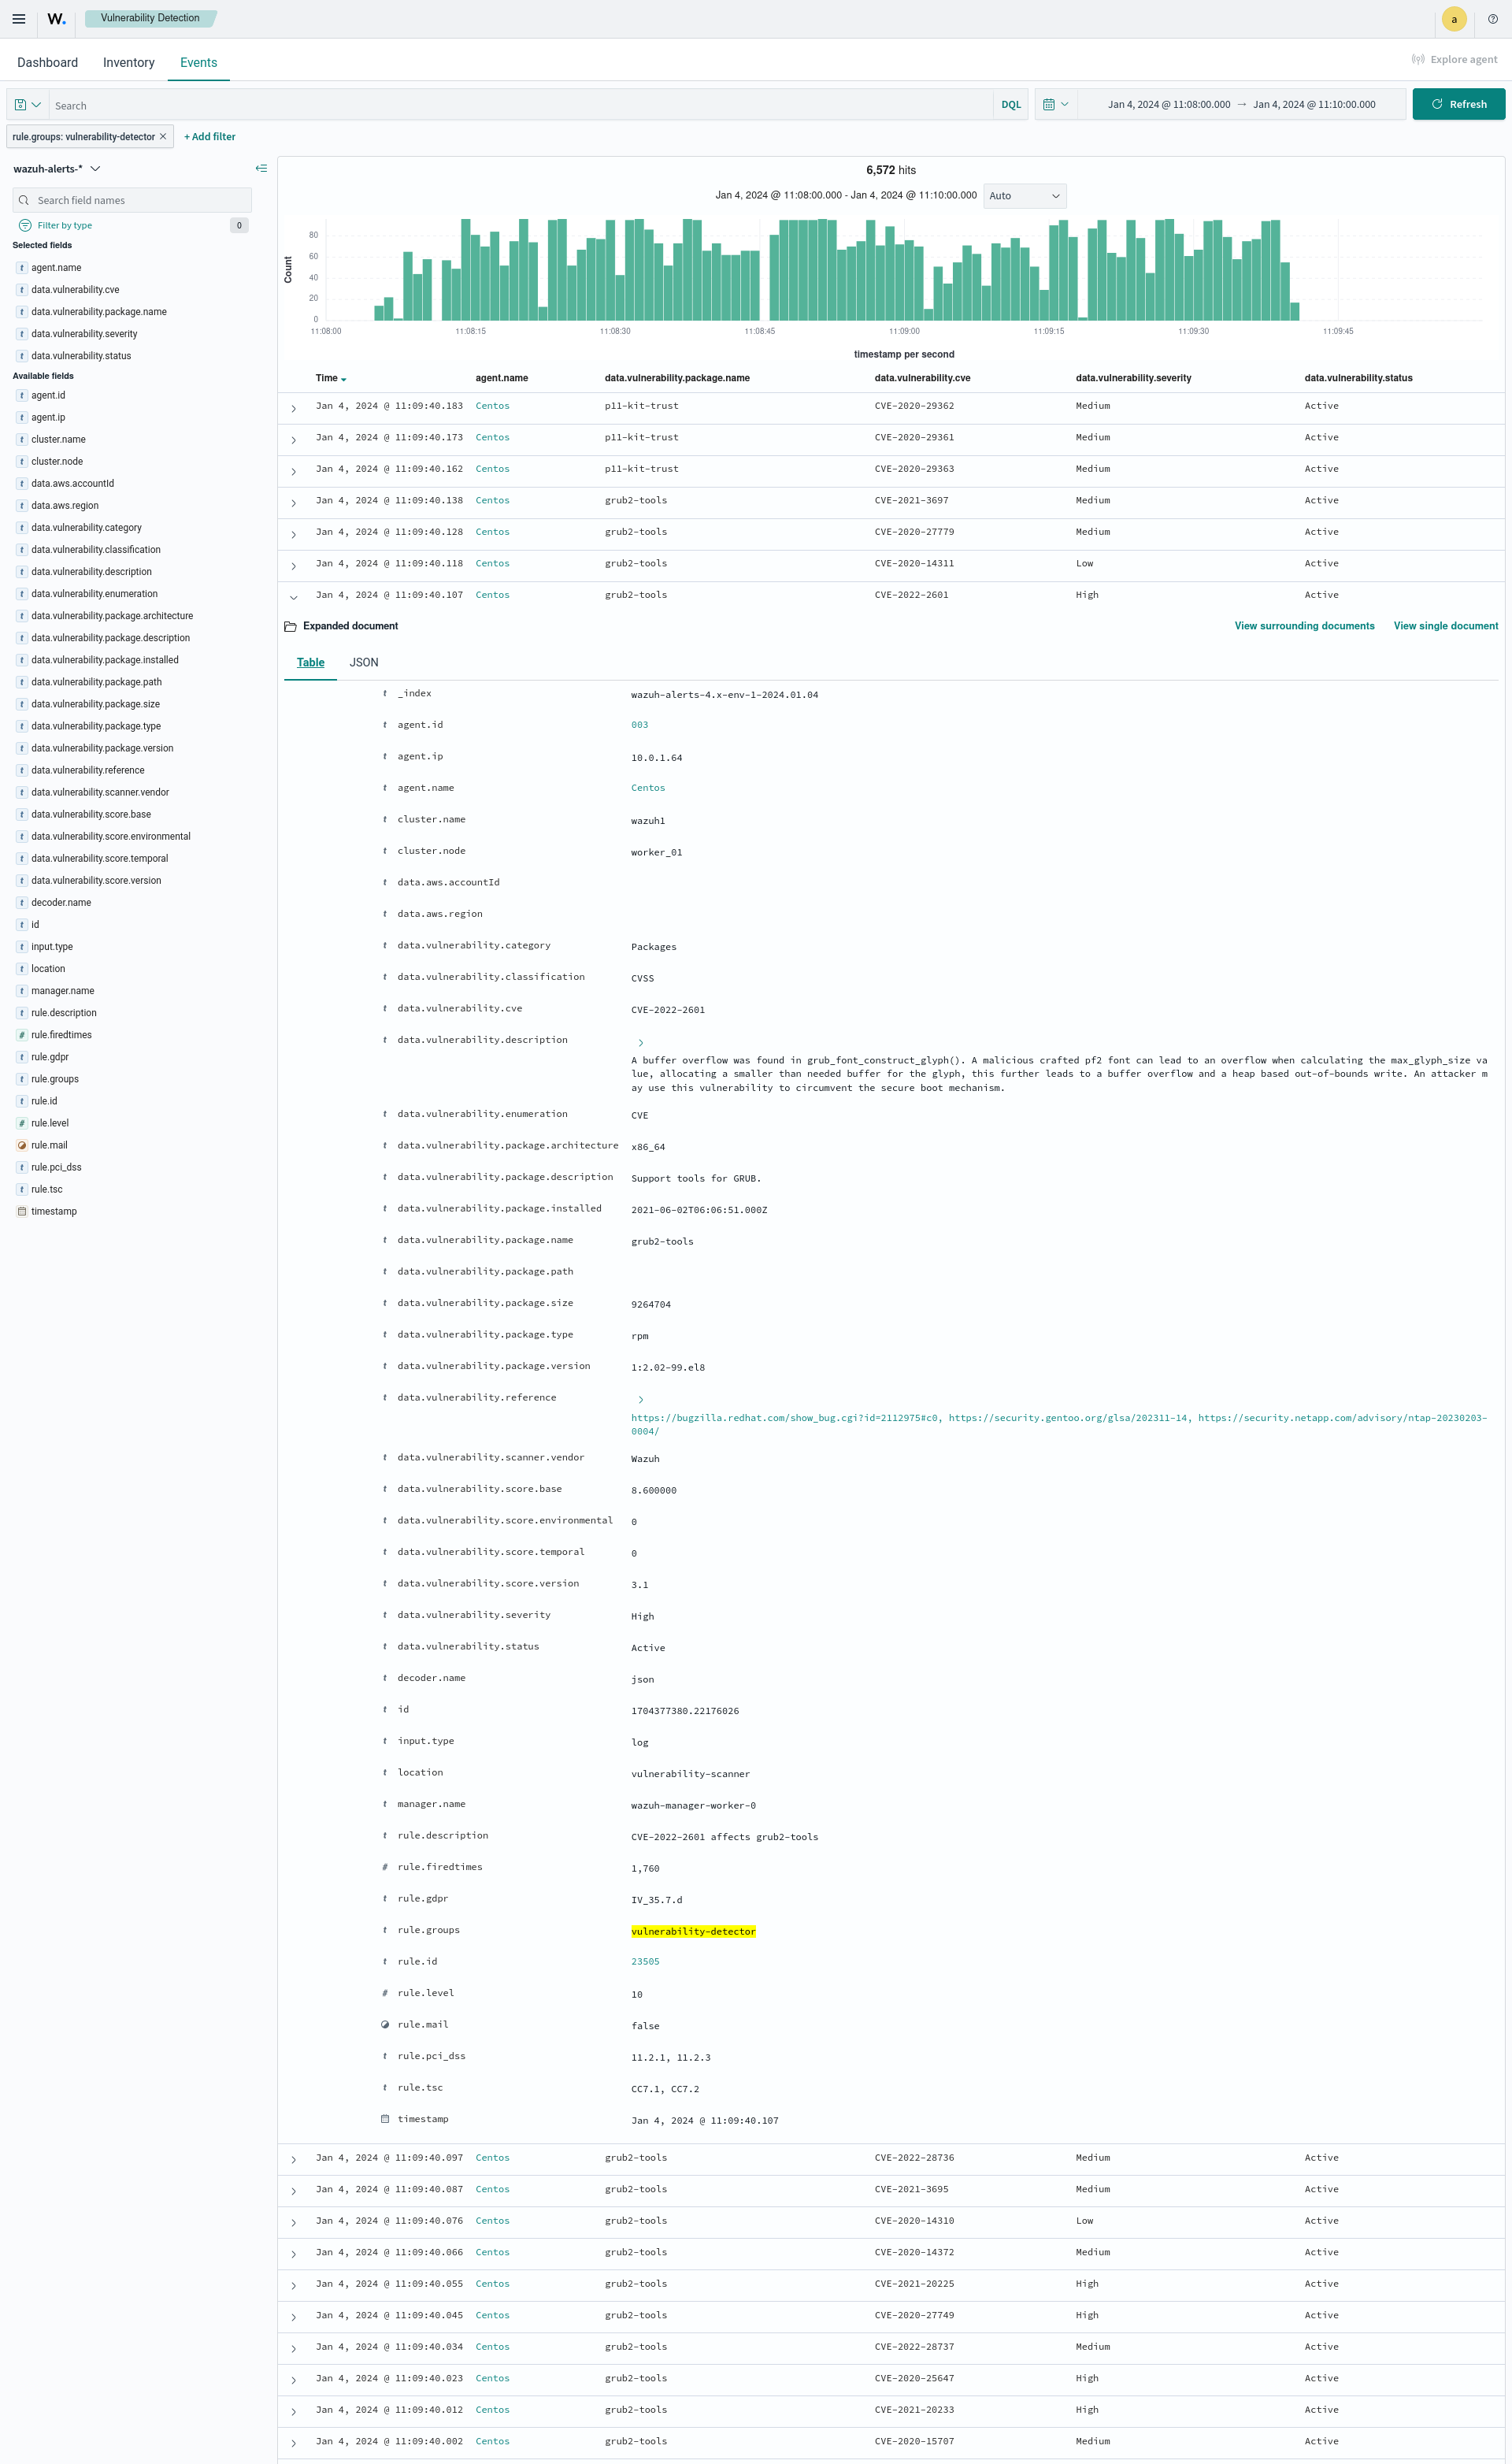 W.
Vulnerability Detection
a
Dashboard
Inventory
Events
Explore agent
Search
DQL
Jan 4, 2024 @ 11:08:00.000 → Jan 4, 2024 @ 11:10:00.000
Refresh
rule.groups: vulnerability-detector ×
+ Add filter
wazuh-alerts-*
Search field names
Filter by type 0
Selected fields
t agent.name
t data.vulnerability.cve
t data.vulnerability.package.name
t data.vulnerability.severity
t data.vulnerability.status
Available fields
t agent.id
t agent.ip
t cluster.name
t cluster.node
t data.aws.accountId
t data.aws.region
t data.vulnerability.category
t data.vulnerability.classification
t data.vulnerability.description
t data.vulnerability.enumeration
t data.vulnerability.package.architecture
t data.vulnerability.package.description
t data.vulnerability.package.installed
t data.vulnerability.package.path
t data.vulnerability.package.size
t data.vulnerability.package.type
t data.vulnerability.package.version
t data.vulnerability.reference
t data.vulnerability.scanner.vendor
t data.vulnerability.score.base
t data.vulnerability.score.environmental
t data.vulnerability.score.temporal
t data.vulnerability.score.version
t decoder.name
t id
t input.type
t location
t manager.name
t rule.description
# rule.firedtimes
t rule.gdpr
t rule.groups
t rule.id
# rule.level
rule.mail
t rule.pci_dss
t rule.tsc
timestamp
6,572 hits
Jan 4, 2024 @ 11:08:00.000 - Jan 4, 2024 @ 11:10:00.000 Auto
Count
80
60
40
20
0
11:08:00 11:08:15 11:08:30 11:08:45 11:09:00 11:09:15 11:09:30 11:09:45
timestamp per second
Time agent.name data.vulnerability.package.name data.vulnerability.cve data.vulnerability.severity data.vulnerability.status
Jan 4, 2024 @ 11:09:40.183 Centos p11-kit-trust CVE-2020-29362 Medium Active
Jan 4, 2024 @ 11:09:40.173 Centos p11-kit-trust CVE-2020-29361 Medium Active
Jan 4, 2024 @ 11:09:40.162 Centos p11-kit-trust CVE-2020-29363 Medium Active
Jan 4, 2024 @ 11:09:40.138 Centos grub2-tools CVE-2021-3697 Medium Active
Jan 4, 2024 @ 11:09:40.128 Centos grub2-tools CVE-2020-27779 Medium Active
Jan 4, 2024 @ 11:09:40.118 Centos grub2-tools CVE-2020-14311 Low Active
Jan 4, 2024 @ 11:09:40.107 Centos grub2-tools CVE-2022-2601 High Active
Expanded document View surrounding documents View single document
Table JSON
t _index wazuh-alerts-4.x-env-1-2024.01.04
t agent.id 003
t agent.ip 10.0.1.64
t agent.name Centos
t cluster.name wazuh1
t cluster.node worker_01
t data.aws.accountId
t data.aws.region
t data.vulnerability.category Packages
t data.vulnerability.classification CVSS
t data.vulnerability.cve CVE-2022-2601
t data.vulnerability.description
A buffer overflow was found in grub_font_construct_glyph(). A malicious crafted pf2 font can lead to an overflow when calculating the max_glyph_size va
lue, allocating a smaller than needed buffer for the glyph, this further leads to a buffer overflow and a heap based out-of-bounds write. An attacker m
ay use this vulnerability to circumvent the secure boot mechanism.
t data.vulnerability.enumeration CVE
t data.vulnerability.package.architecture x86_64
t data.vulnerability.package.description Support tools for GRUB.
t data.vulnerability.package.installed 2021-06-02T06:06:51.000Z
t data.vulnerability.package.name grub2-tools
t data.vulnerability.package.path
t data.vulnerability.package.size 9264704
t data.vulnerability.package.type rpm
t data.vulnerability.package.version 1:2.02-99.el8
t data.vulnerability.reference
https://bugzilla.redhat.com/show_bug.cgi?id=2112975#c0, https://security.gentoo.org/glsa/202311-14, https://security.netapp.com/advisory/ntap-20230203-
0004/
t data.vulnerability.scanner.vendor Wazuh
t data.vulnerability.score.base 8.600000
t data.vulnerability.score.environmental 0
t data.vulnerability.score.temporal 0
t data.vulnerability.score.version 3.1
t data.vulnerability.severity High
t data.vulnerability.status Active
t decoder.name json
t id 1704377380.22176026
t input.type log
t location vulnerability-scanner
t manager.name wazuh-manager-worker-0
t rule.description CVE-2022-2601 affects grub2-tools
# rule.firedtimes 1,760
t rule.gdpr IV_35.7.d
t rule.groups vulnerability-detector
t rule.id 23505
# rule.level 10
rule.mail false
t rule.pci_dss 11.2.1, 11.2.3
t rule.tsc CC7.1, CC7.2
timestamp Jan 4, 2024 @ 11:09:40.107
Jan 4, 2024 @ 11:09:40.097 Centos grub2-tools CVE-2022-28736 Medium Active
Jan 4, 2024 @ 11:09:40.087 Centos grub2-tools CVE-2021-3695 Medium Active
Jan 4, 2024 @ 11:09:40.076 Centos grub2-tools CVE-2020-14310 Low Active
Jan 4, 2024 @ 11:09:40.066 Centos grub2-tools CVE-2020-14372 Medium Active
Jan 4, 2024 @ 11:09:40.055 Centos grub2-tools CVE-2021-20225 High Active
Jan 4, 2024 @ 11:09:40.045 Centos grub2-tools CVE-2020-27749 High Active
Jan 4, 2024 @ 11:09:40.034 Centos grub2-tools CVE-2022-28737 Medium Active
Jan 4, 2024 @ 11:09:40.023 Centos grub2-tools CVE-2020-25647 High Active
Jan 4, 2024 @ 11:09:40.012 Centos grub2-tools CVE-2021-20233 High Active
Jan 4, 2024 @ 11:09:40.002 Centos grub2-tools CVE-2020-15707 Medium Active